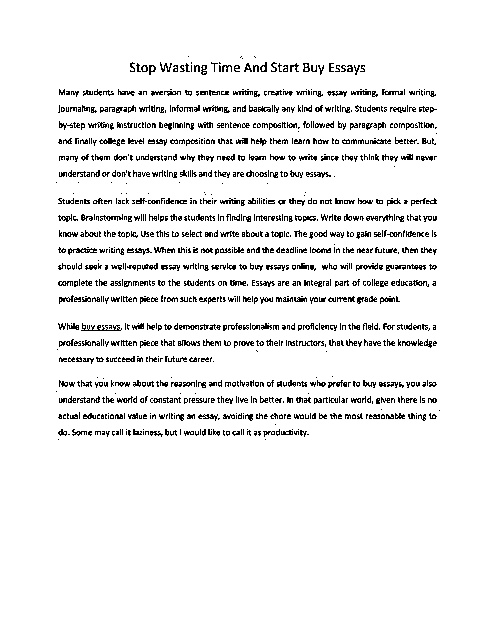 Stop Wasting Time And Start Buy Essays
Many students have an aversion to sentence writing, creative writing, essay writing, formal writing,
journaling, paragraph writing, informal writing, and basically any kind of writing. Students require step-
by-step writing instruction beginning with sentence composition, followed by paragraph composition,
and finally college level essay composition that will help them learn how to communicate better. But,
many of them don't understand why they need to learn how to write since they think they will never
understand or don't have writing skills and they are choosing to buy essays. .
Students often lack self-confidence in their writing abilities or they do not know how to pick a perfect
topic. Brainstorming will helps the students in finding interesting topics. Write down everything that you
know about the topic, Use this to select and write about a topic. The good way to gain self-confidence is
to practice writing essays. When this is not possible and the deadline looms in the near future, then they
should seek a well-reputed essay writing service to buy essays online, who will provide guarantees to
complete the assignments to the students on time. Essays are an integral part of college education, a
professionally written piece from such experts will help you maintain your current grade point.
While buy essays, it will help to demonstrate professionalism and proficiency in the field. For students, a
professionally written piece that allows them to prove to their instructors, that they have the knowledge
necessary to succeed in their future career.
Now that you know about the reasoning and motivation of students who prefer to buy essays, you also
understand the world of constant pressure they live in better. In that particular world, given there is no
actual educational value in writing an essay, avoiding the chore would be the most reasonable thing to
do. Some may call it laziness, but I would like to call it as productivity.